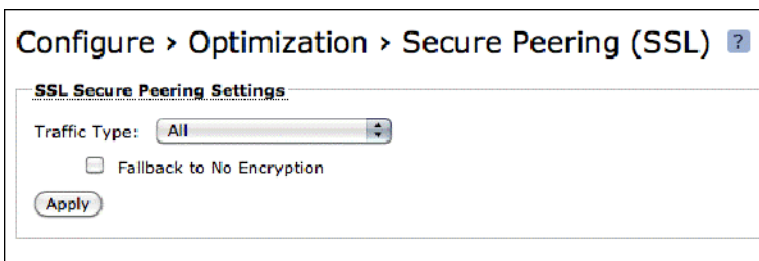 Configure › Optimization › Secure Peering (SSL) ?
SSL Secure Peering Settings
Traffic Type: All
Fallback to No Encryption
Apply